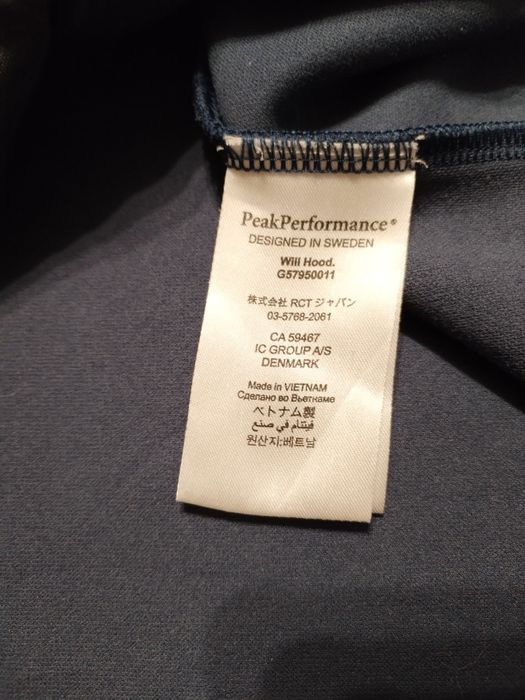 PeakPerformance®
DESIGNED IN SWEDEN
Will Hood.
G57950011
株式会社 RCT ジャパン
03-5768-2061
CA 59467
IC GROUP A/S
DENMARK
Made in VIETNAM
Сделано во Вьетнаме
ベトナム製
فيتنام في صنع
원산지:베트남